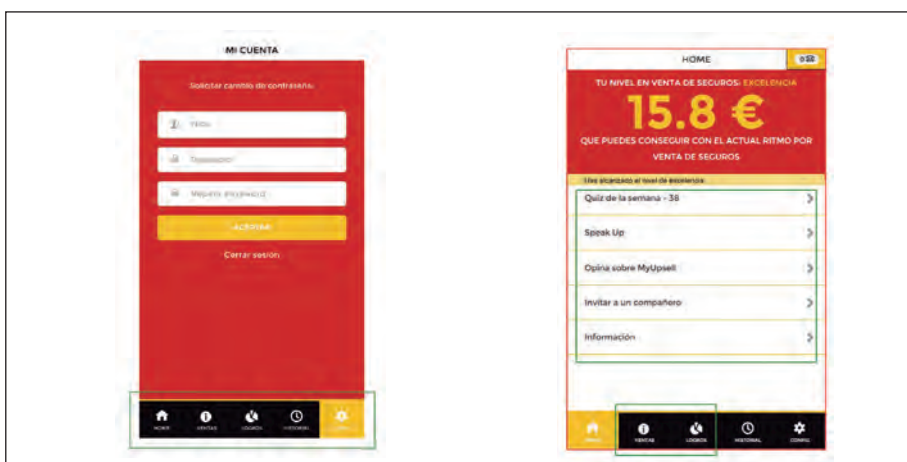 MI CUENTA
Solicitar cambio de contraseña:
ACEPTAR
Cerrar sesión
HOME
VENTAS
LOGROS
HISTORIAL
HOME
TU NIVEL EN VENTA DE SEGUROS: EXCELENCIA
15.8 €
QUE PUEDES CONSEGUIR CON EL ACTUAL RITMO POR
VENTA DE SEGUROS
Has alcanzado el nivel de excelencia
Quiz de la semana - 38
Speak Up
Opina sobre MyUpsell
Invitar a un compañero
Información
VENTAS
LOGROS
HISTORIAL
CONFIG